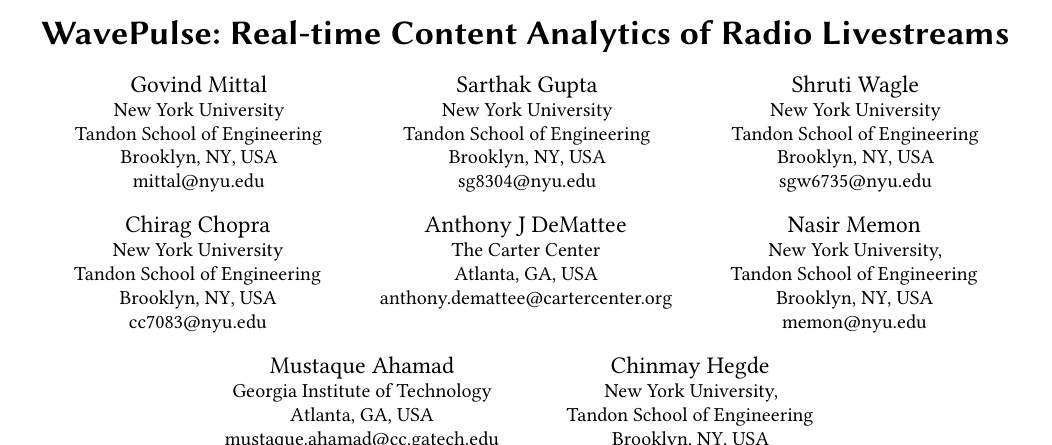 WavePulse: Real-time Content Analytics of Radio Livestreams
Govind Mittal
New York University
Tandon School of Engineering
Brooklyn, NY, USA
mittal@nyu.edu
Sarthak Gupta
New York University
Tandon School of Engineering
Brooklyn, NY, USA
sg8304@nyu.edu
Shruti Wagle
New York University
Tandon School of Engineering
Brooklyn, NY, USA
sgw6735@nyu.edu
Chirag Chopra
New York University
Tandon School of Engineering
Brooklyn, NY, USA
cc7083@nyu.edu
Anthony J DeMattee
The Carter Center
Atlanta, GA, USA
anthony.demattee@cartercenter.org
Nasir Memon
New York University,
Tandon School of Engineering
Brooklyn, NY, USA
memon@nyu.edu
Mustaque Ahamad
Georgia Institute of Technology
Atlanta, GA, USA
mustaque.ahamad@cc.gatech.edu
Chinmay Hegde
New York University,
Tandon School of Engineering
Brooklyn, NY, USA